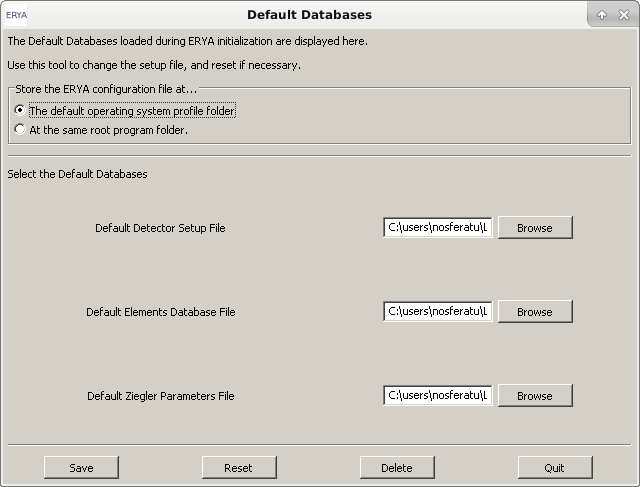 ERYA
Default Databases
The Default Databases loaded during ERYA initialization are displayed here.
Use this tool to change the setup file, and reset if necessary.
Store the ERYA configuration file at...
The default operating system profile folder
At the same root program folder.
Select the Default Databases
Default Detector Setup File C:\users\nosferatu\L Browse
Default Elements Database File C:\users\nosferatu\L Browse
Default Ziegler Parameters File C:\users\nosferatu\L Browse
Save Reset Delete Quit